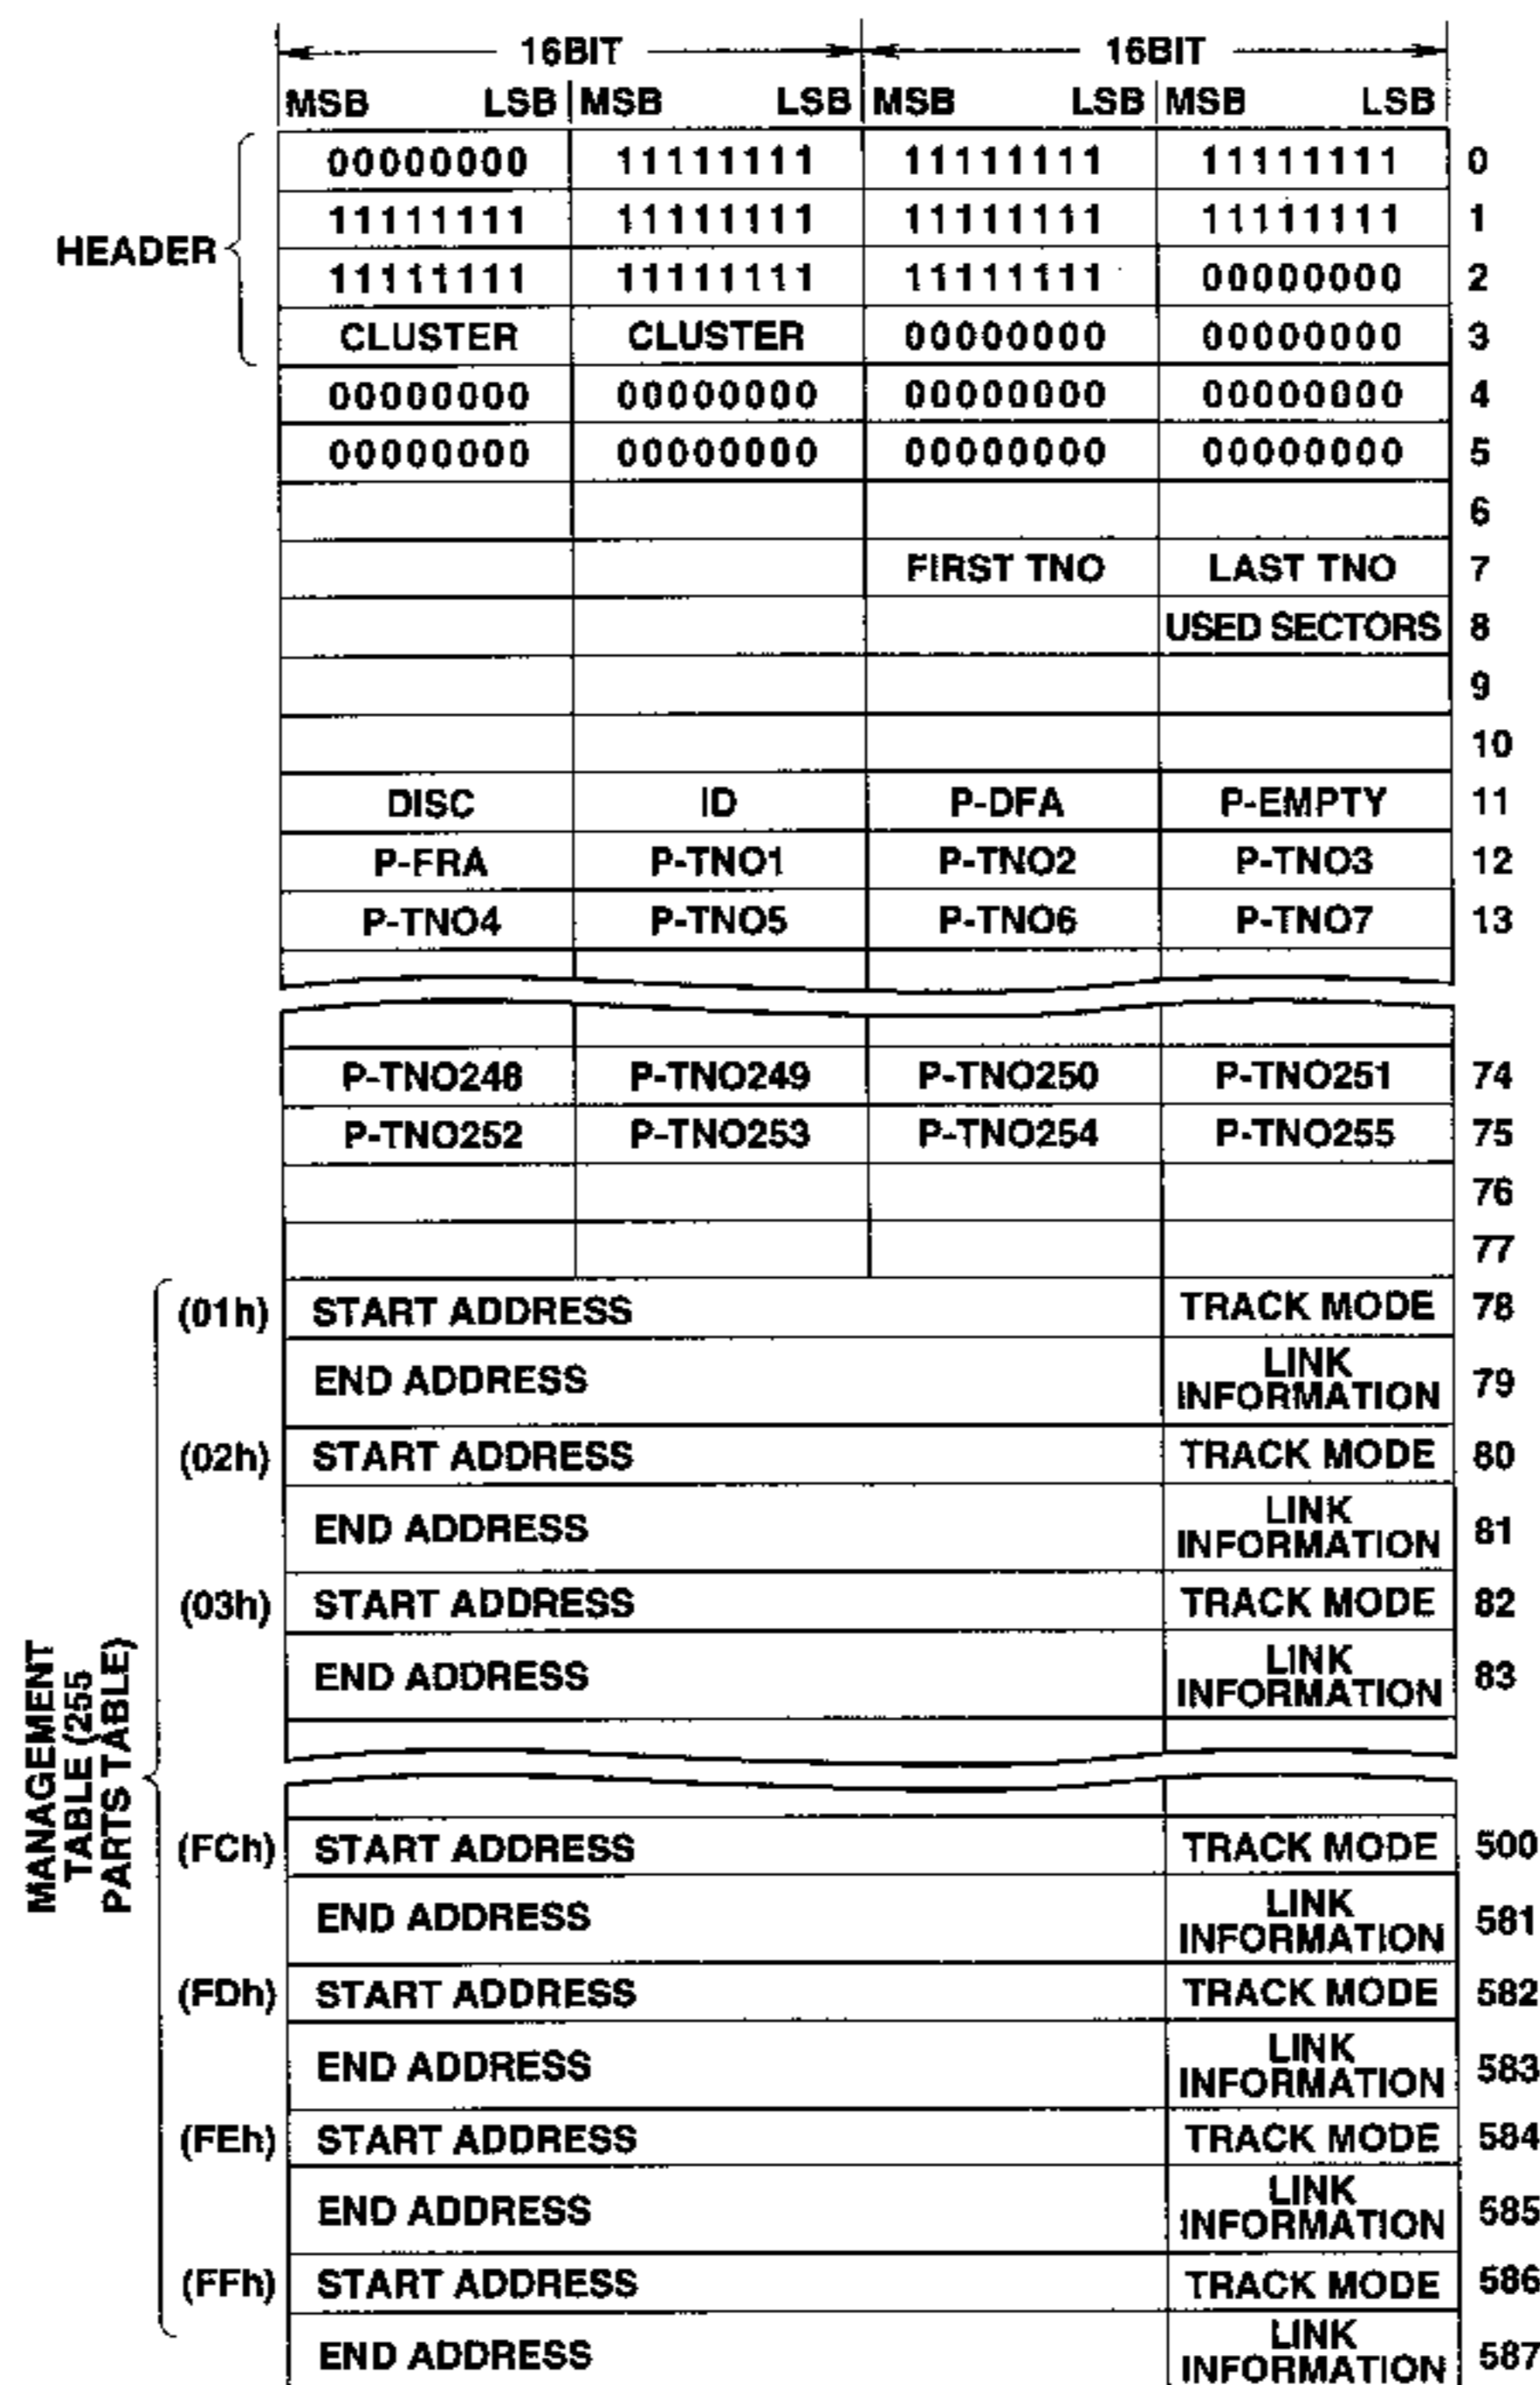 16BIT 16BIT
MSB LSB MSB LSB MSB LSB MSB LSB
HEADER
00000000 11111111 11111111 11111111 0
11111111 11111111 11111111 11111111 1
11111111 11111111 11111111 00000000 2
CLUSTER CLUSTER 00000000 00000000 3
00000000 00000000 00000000 00000000 4
00000000 00000000 00000000 00000000 5
6
FIRST TNO LAST TNO 7
USED SECTORS 8
9
10
DISC ID P-DFA P-EMPTY 11
P-FRA P-TNO1 P-TNO2 P-TNO3 12
P-TNO4 P-TNO5 P-TNO6 P-TNO7 13
P-TNO248 P-TNO249 P-TNO250 P-TNO251 74
P-TNO252 P-TNO253 P-TNO254 P-TNO255 75
76
77
MANAGEMENT
TABLE (255
PARTS TABLE)
(01h) START ADDRESS TRACK MODE 78
END ADDRESS LINK INFORMATION 79
(02h) START ADDRESS TRACK MODE 80
END ADDRESS LINK INFORMATION 81
(03h) START ADDRESS TRACK MODE 82
END ADDRESS LINK INFORMATION 83
(FCh) START ADDRESS TRACK MODE 500
END ADDRESS LINK INFORMATION 581
(FDh) START ADDRESS TRACK MODE 582
END ADDRESS LINK INFORMATION 583
(FEh) START ADDRESS TRACK MODE 584
END ADDRESS LINK INFORMATION 585
(FFh) START ADDRESS TRACK MODE 586
END ADDRESS LINK INFORMATION 587